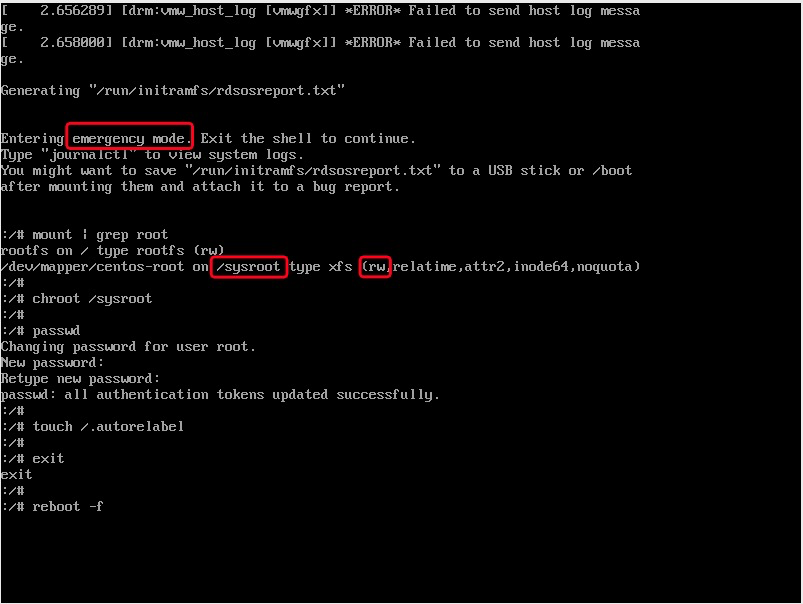 [    2.656289] [drm:vmw_host_log [vmwgfx]] *ERROR* Failed to send host log messa
ge.
[    2.658000] [drm:vmw_host_log [vmwgfx]] *ERROR* Failed to send host log messa
ge.
Generating "/run/initramfs/rdsosreport.txt"
Entering emergency mode. Exit the shell to continue.
Type "journalctl" to view system logs.
You might want to save "/run/initramfs/rdsosreport.txt" to a USB stick or /boot
after mounting them and attach it to a bug report.
:/# mount | grep root
rootfs on / type rootfs (rw)
/dev/mapper/centos-root on /sysroot type xfs (rw,relatime,attr2,inode64,noquota)
:/#
:/# chroot /sysroot
:/#
:/# passwd
Changing password for user root.
New password:
Retype new password:
passwd: all authentication tokens updated successfully.
:/#
:/# touch /.autorelabel
:/#
:/# exit
exit
:/#
:/# reboot -f